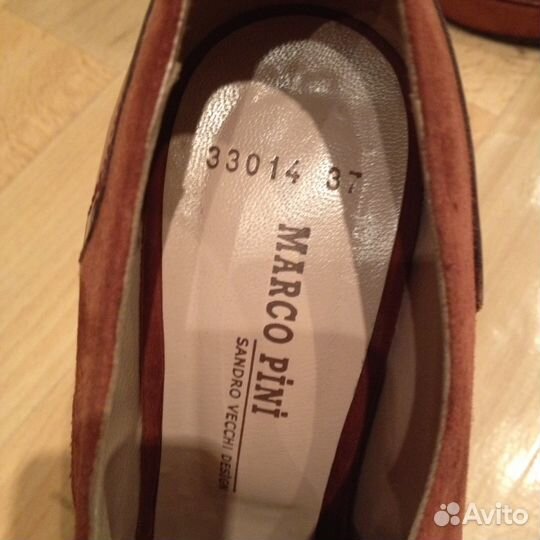 33014 37
MARCO PiNi
SANDRO VECCHI DESIGN
Avito